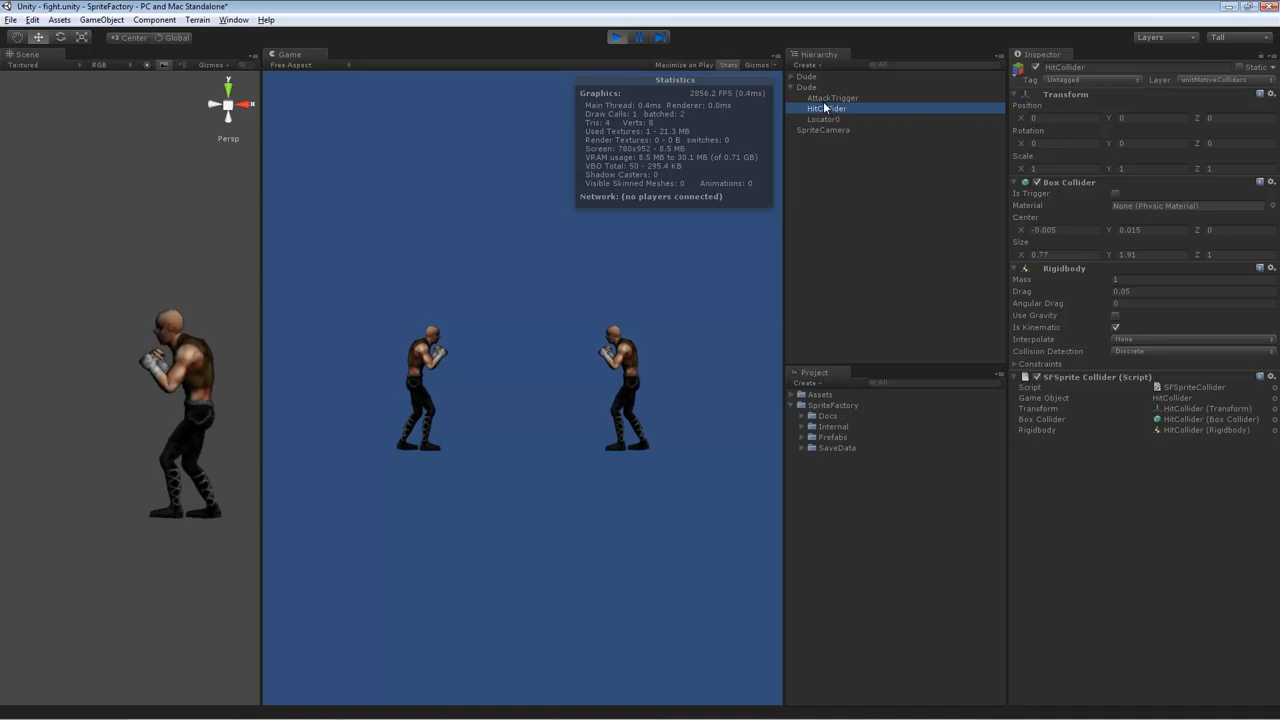 Unity - fight.unity - SpriteFactory - PC and Mac Standalone*
File Edit Assets GameObject Component Terrain Window Help
Center Global
Layers Tall
Scene
Textured RGB Gizmos
y
x
Persp
Game
Free Aspect Maximize on Play Stats Gizmos
Statistics
Graphics: 2856.2 FPS (0.4ms)
Main Thread: 0.4ms Renderer: 0.0ms
Draw Calls: 1 batched: 2
Tris: 4 Verts: 8
Used Textures: 1 - 21.3 MB
Render Textures: 0 - 0 B switches: 0
Screen: 780x952 - 8.5 MB
VRAM usage: 8.5 MB to 30.1 MB (of 0.71 GB)
VBO Total: 50 - 295.4 KB
Shadow Casters: 0
Visible Skinned Meshes: 0 Animations: 0
Network: (no players connected)
Hierarchy
Create All
Dude
Dude
AttackTrigger
HitCollider
Locator0
SpriteCamera
Project
Create All
Assets
SpriteFactory
Docs
Internal
Prefabs
SaveData
Inspector
HitCollider Static
Tag Untagged Layer unitMotiveColliders
Transform
Position
X 0 Y 0 Z 0
Rotation
X 0 Y 0 Z 0
Scale
X 1 Y 1 Z 1
Box Collider
Is Trigger
Material None (Physic Material)
Center
X -0.005 Y 0.015 Z 0
Size
X 0.77 Y 1.91 Z 1
Rigidbody
Mass 1
Drag 0.05
Angular Drag 0
Use Gravity
Is Kinematic
Interpolate None
Collision Detection Discrete
Constraints
SFSprite Collider (Script)
Script SFSpriteCollider
Game Object HitCollider
Transform HitCollider (Transform)
Box Collider HitCollider (Box Collider)
Rigidbody HitCollider (Rigidbody)